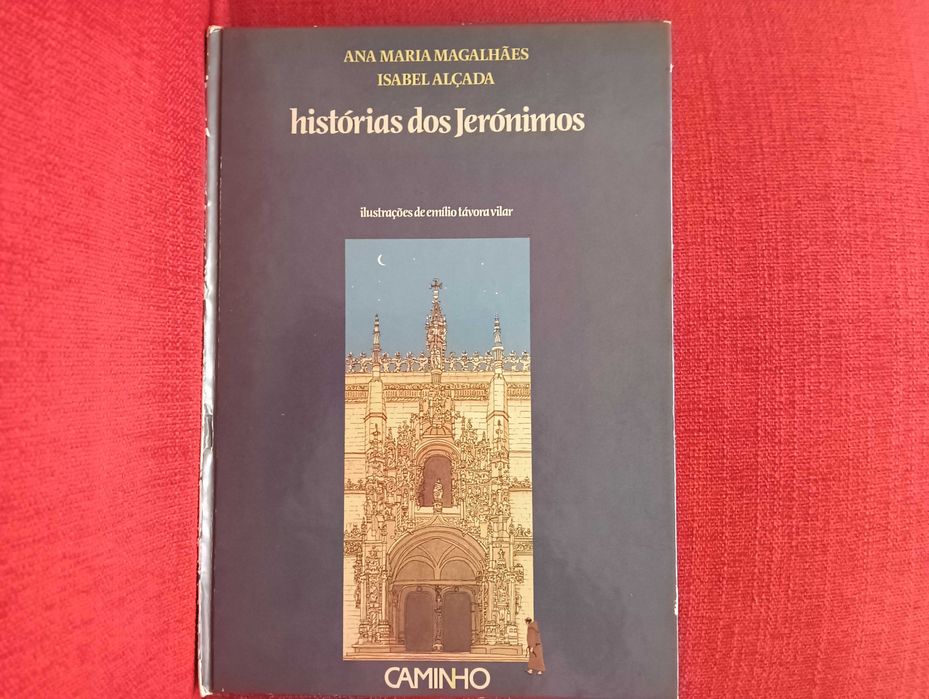 ANA MARIA MAGALHÃES
ISABEL ALÇADA
histórias dos Jerónimos
ilustrações de emílio távora vilar
CAMINHO